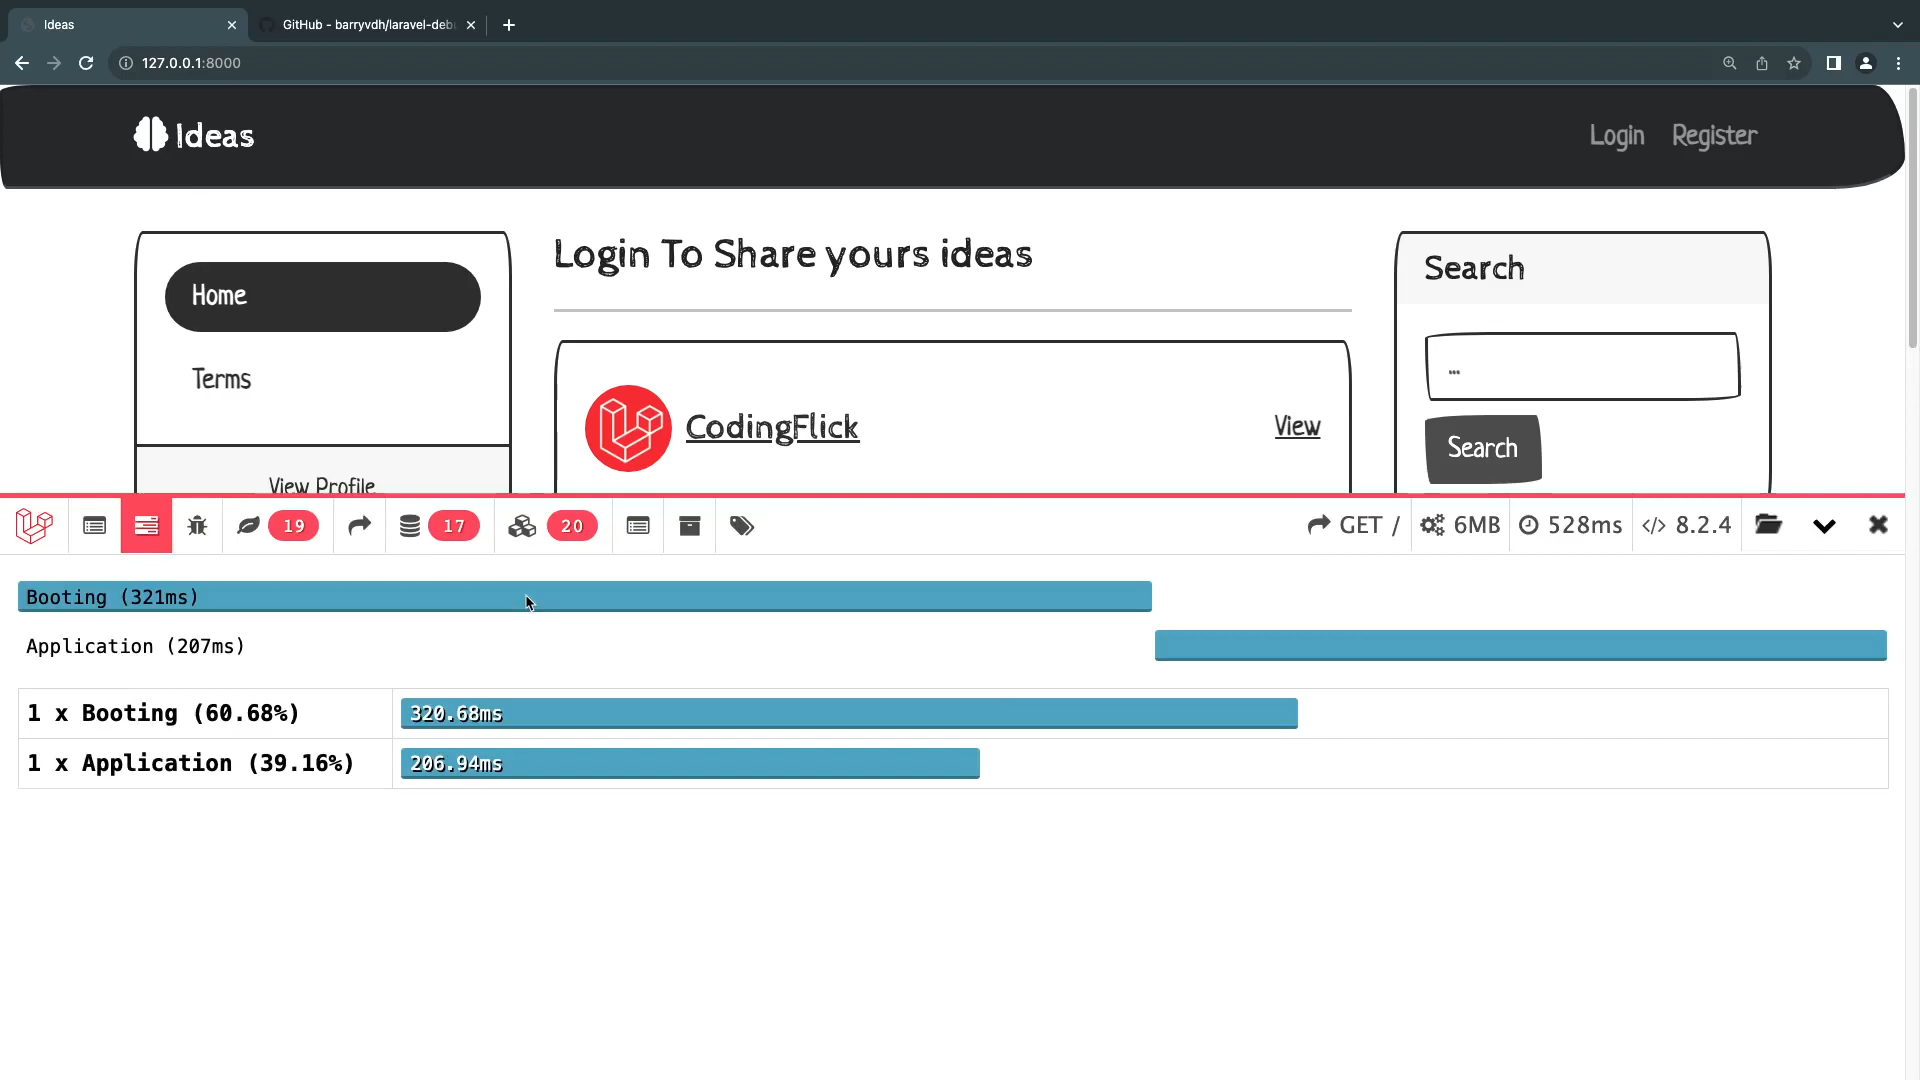 Ideas
GitHub - barryvdh/laravel-deb
127.0.0.1:8000
Ideas
Login Register
Home
Terms
View Profile
Login To Share yours ideas
CodingFlick
View
Search
...
Search
19
17
20
GET /
6MB
528ms
8.2.4
Booting (321ms)
Application (207ms)
1 x Booting (60.68%)
320.68ms
1 x Application (39.16%)
206.94ms